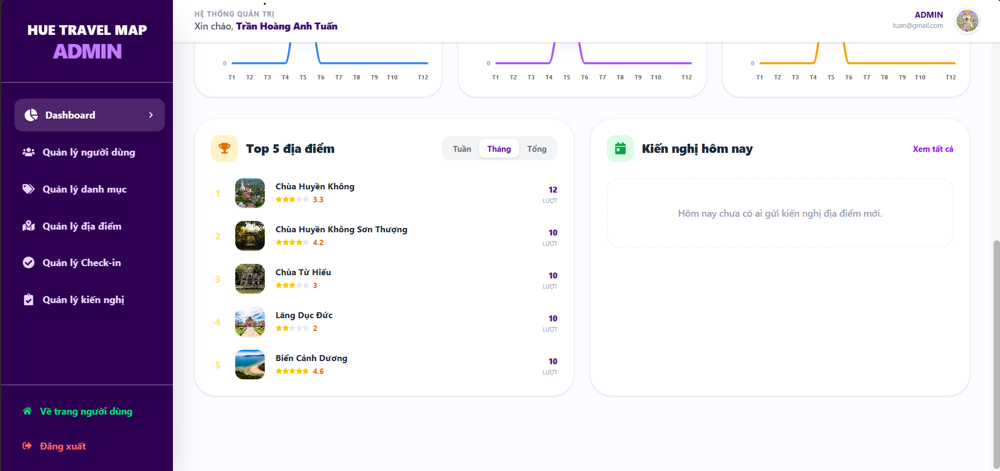 HUE TRAVEL MAP
ADMIN
Dashboard
Quản lý người dùng
Quản lý danh mục
Quản lý địa điểm
Quản lý Check-in
Quản lý kiến nghị
Về trang người dùng
Đăng xuất
HỆ THỐNG QUẢN TRỊ
Xin chào, Trần Hoàng Anh Tuấn
ADMIN
tuan@gmail.com
0
T1 T2 T3 T4 T5 T6 T7 T8 T9 T10 T12
0
T1 T2 T3 T4 T5 T6 T7 T8 T9 T10 T12
0
T1 T2 T3 T4 T5 T6 T7 T8 T9 T10 T12
Top 5 địa điểm
Tuần Tháng Tổng
1
Chùa Huyền Không
3.3
12
LƯỢT
2
Chùa Huyền Không Sơn Thượng
4.2
10
LƯỢT
3
Chùa Từ Hiếu
3
10
LƯỢT
4
Lăng Dục Đức
2
10
LƯỢT
5
Biển Cảnh Dương
4.6
10
LƯỢT
Kiến nghị hôm nay
Xem tất cả
Hôm nay chưa có ai gửi kiến nghị địa điểm mới.